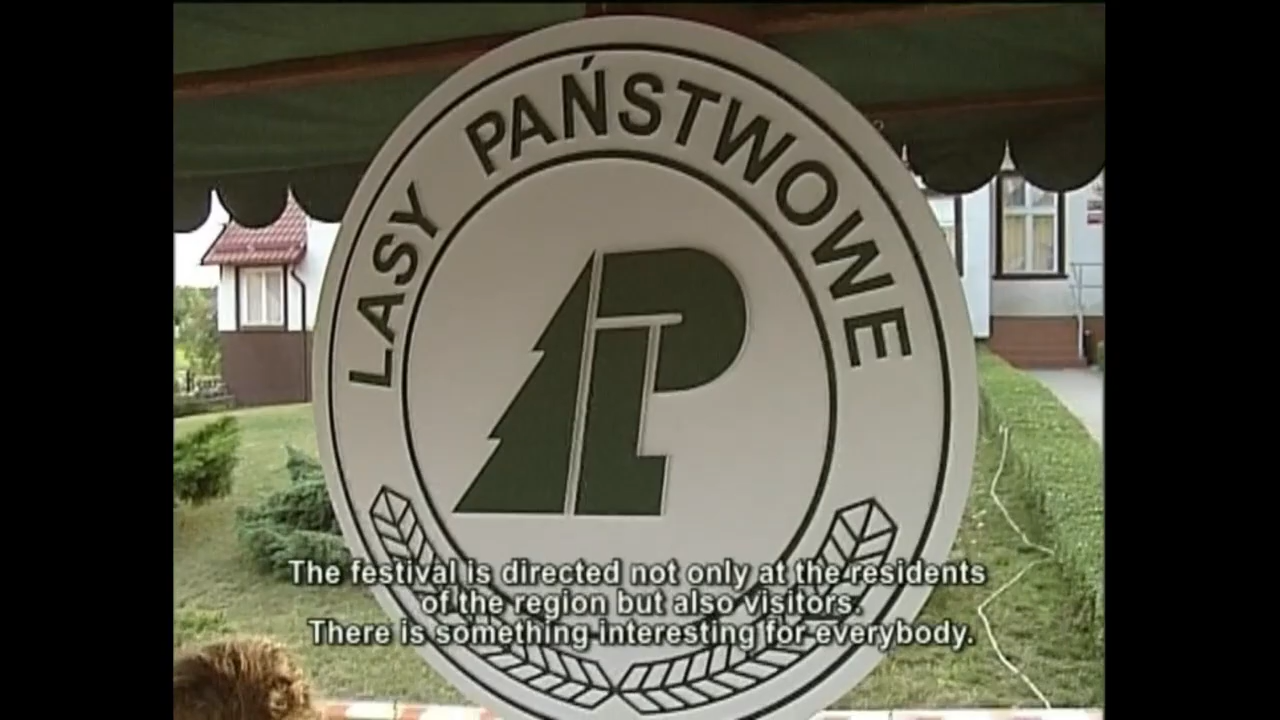 LASY PAŃSTWOWE
LP
The festival is directed not only at the residents
of the region but also visitors.
There is something interesting for everybody.